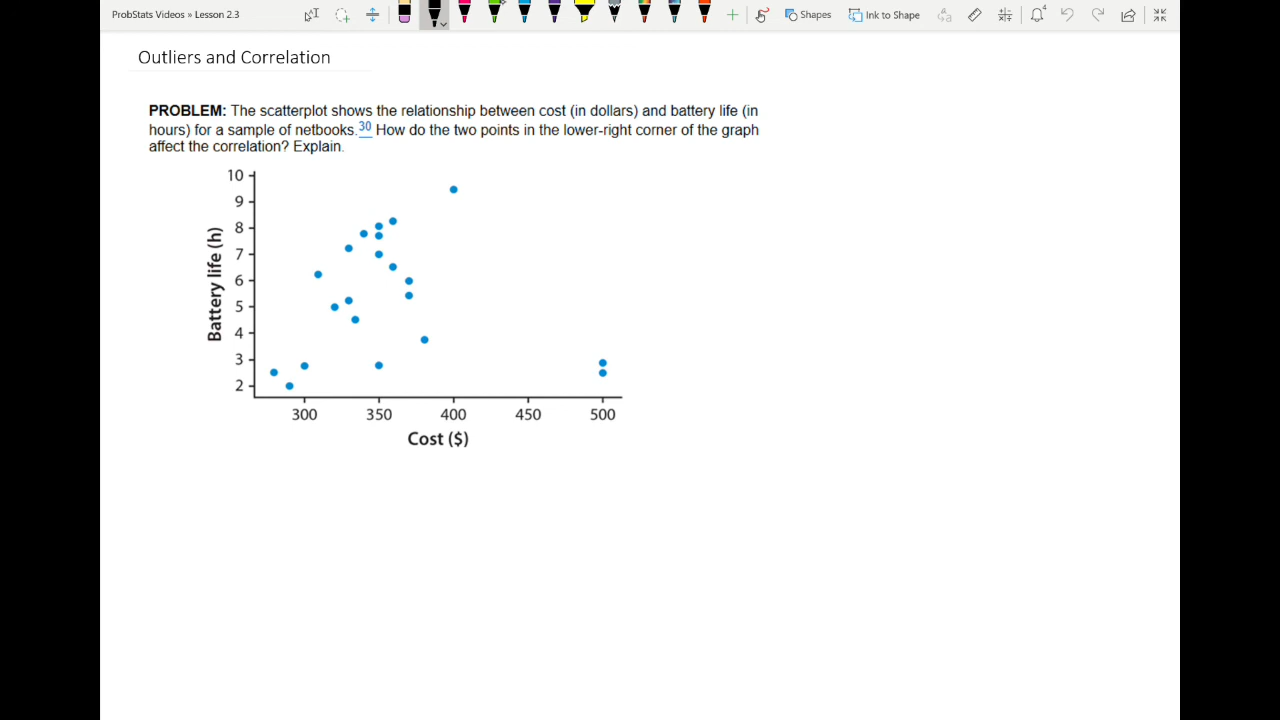 ProbStats Videos » Lesson 2.3
Shapes
Ink to Shape
4
Outliers and Correlation
PROBLEM: The scatterplot shows the relationship between cost (in dollars) and battery life (in
hours) for a sample of netbooks.30 How do the two points in the lower-right corner of the graph
affect the correlation? Explain.
10
9
8
7
6
5
4
3
2
Battery life (h)
300 350 400 450 500
Cost ($)